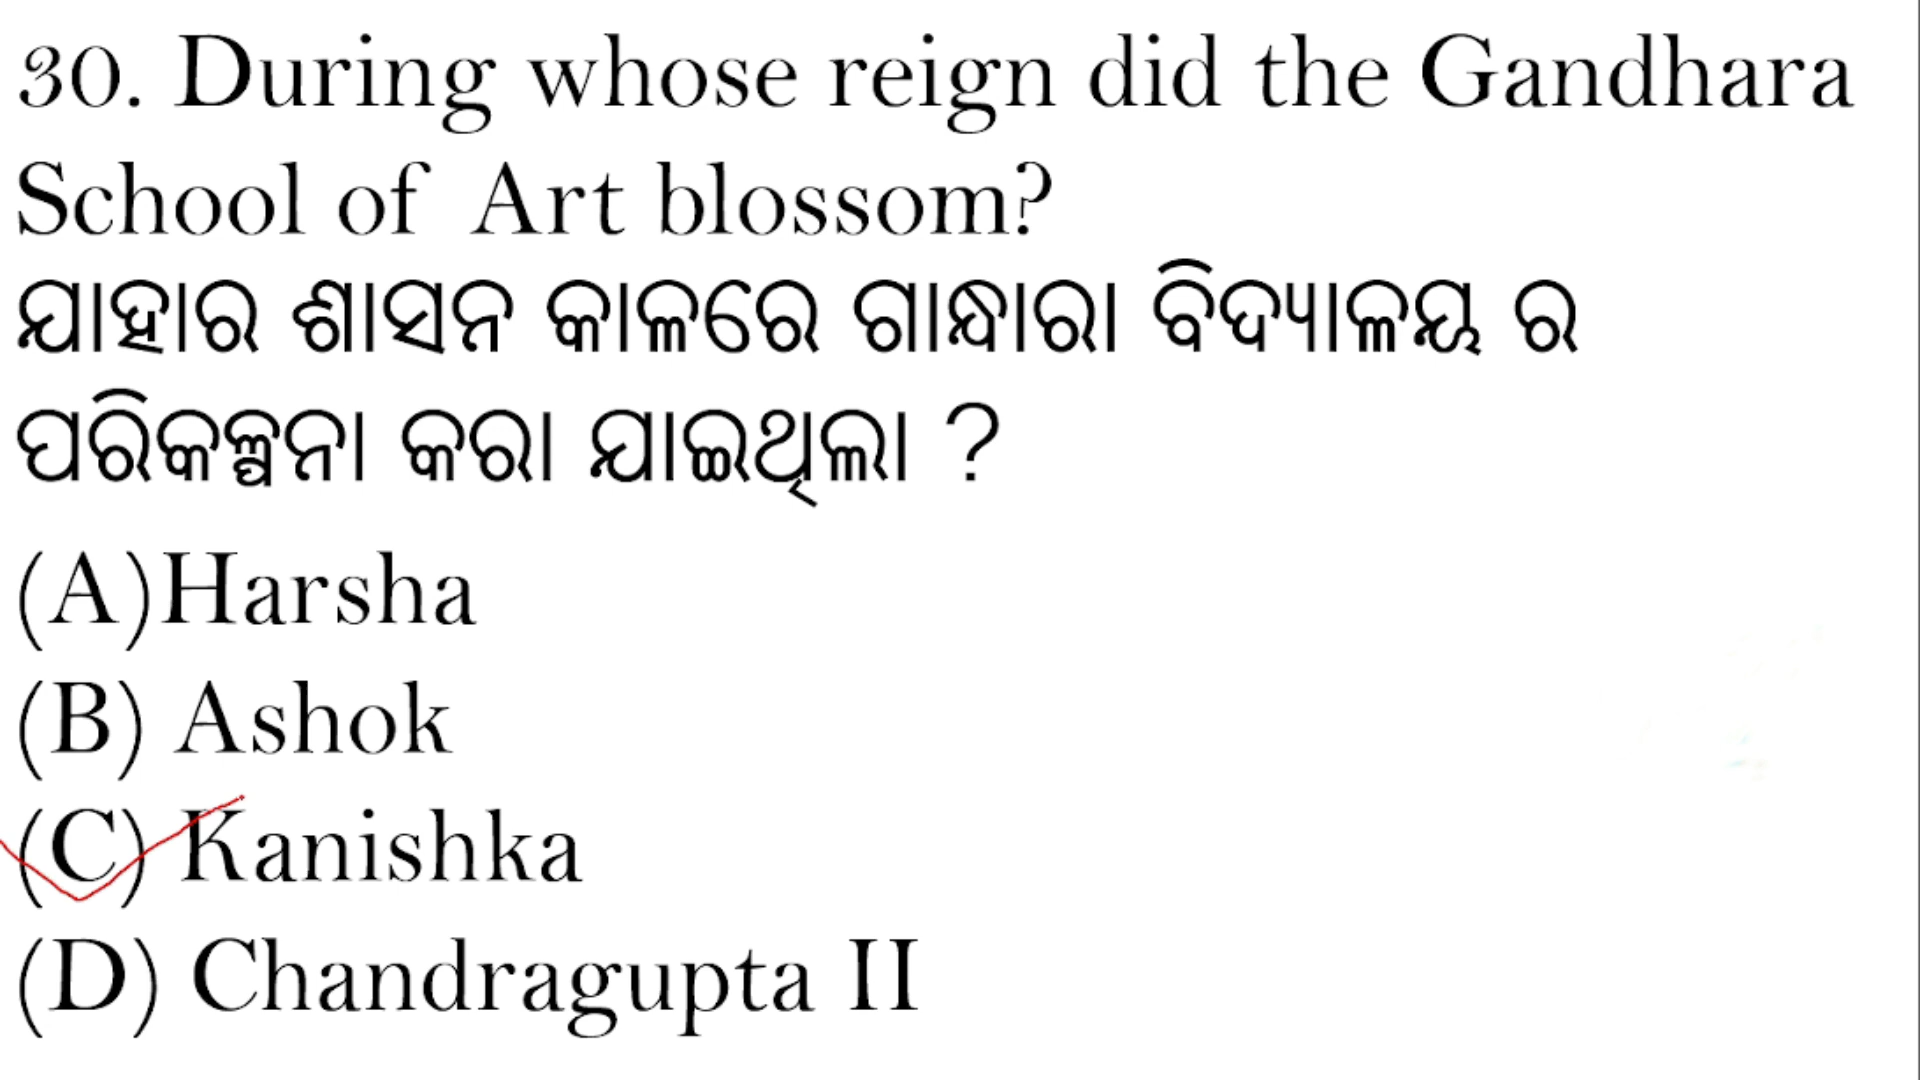 30. During whose reign did the Gandhara
School of Art blossom?
ଯାହାର ଶାସନ କାଳରେ ଗାନ୍ଧାରା ବିଦ୍ୟାଳୟ ର
ପରିକଳ୍ପନା କରା ଯାଇଥିଲା ?
(A)Harsha
(B) Ashok
(C) Kanishka
(D) Chandragupta II